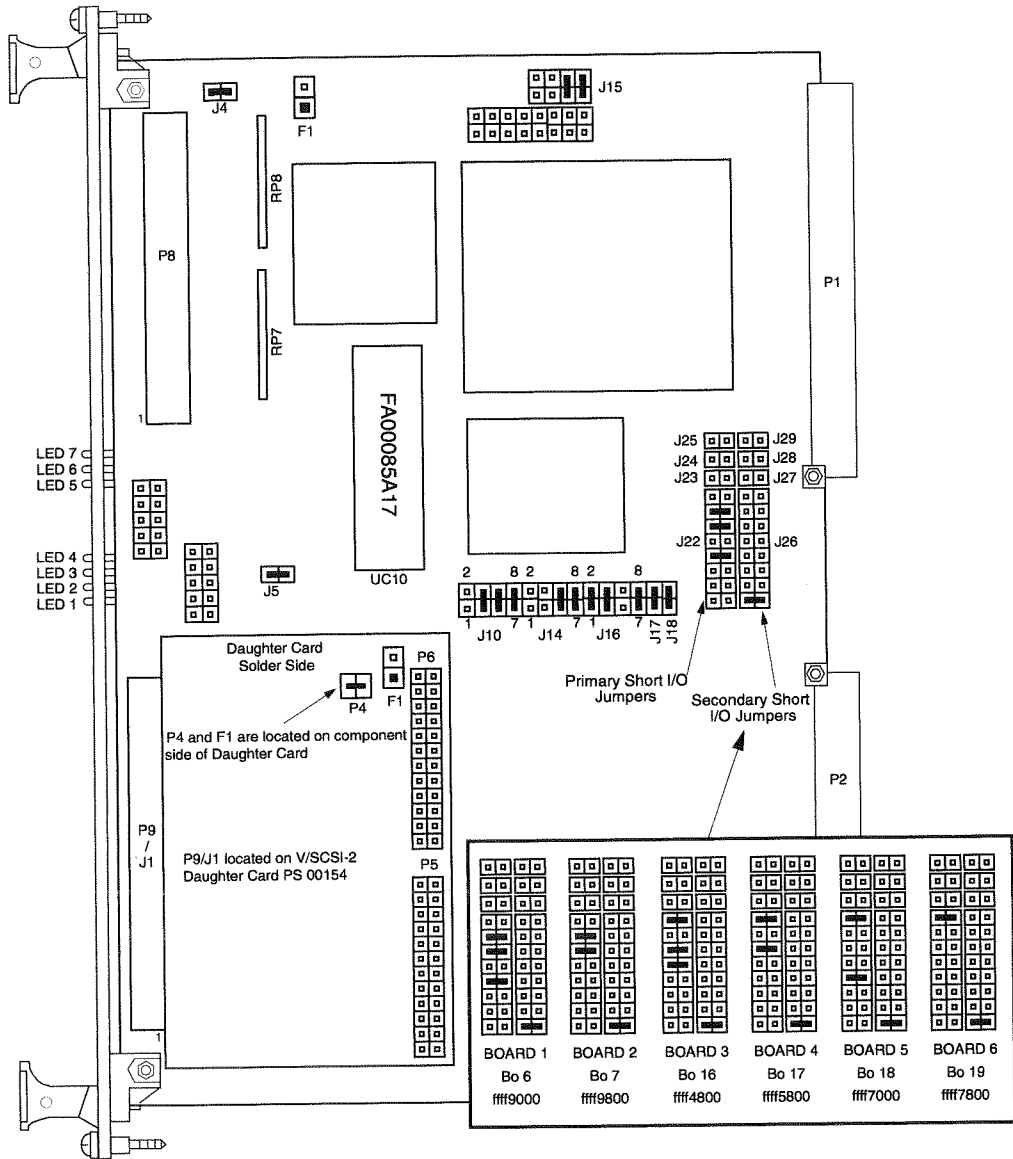 J4
F1
J15
RP8
P8
P1
RP7
1
FA00085A17
UC10
LED 7
LED 6
LED 5
LED 4
LED 3
LED 2
LED 1
J25
J29
J24
J28
J23
J27
J22
J26
J5
2 8 2 8 2 8
1 J10 7 1 J14 7 1 J16 7 J17 J18
Primary Short I/O
Jumpers
Secondary Short
I/O Jumpers
Daughter Card
Solder Side
P6
P4
F1
P4 and F1 are located on component
side of Daughter Card
P2
P9
/
J1
P9/J1 located on V/SCSI-2
Daughter Card PS 00154
P5
1
BOARD 1 BOARD 2 BOARD 3 BOARD 4 BOARD 5 BOARD 6
Bo 6 Bo 7 Bo 16 Bo 17 Bo 18 Bo 19
ffff9000 ffff9800 ffff4800 ffff5800 ffff7000 ffff7800